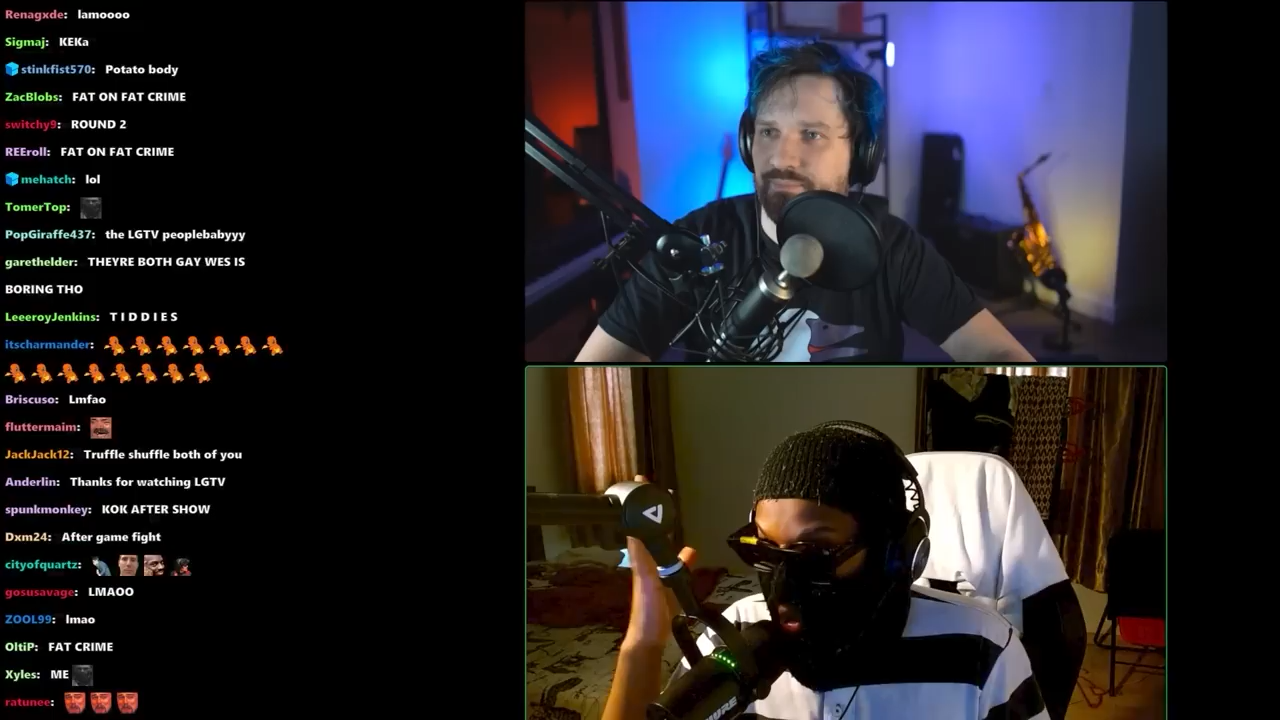 Renagxde: lamoooo
Sigmaj: KEKa
stinkfist570: Potato body
ZacBlobs: FAT ON FAT CRIME
switchy9: ROUND 2
REEroll: FAT ON FAT CRIME
mehatch: lol
TomerTop:
PopGiraffe437: the LGTV peoplebabyyy
garethelder: THEYRE BOTH GAY WES IS
BORING THO
LeeeroyJenkins: T I D D I E S
itscharmander:
Briscuso: Lmfao
fluttermaim:
JackJack12: Truffle shuffle both of you
Anderlin: Thanks for watching LGTV
spunkmonkey: KOK AFTER SHOW
Dxm24: After game fight
cityofquartz:
gosusavage: LMAOO
ZOOL99: lmao
OltiP: FAT CRIME
Xyles: ME
ratunee:
SHURE